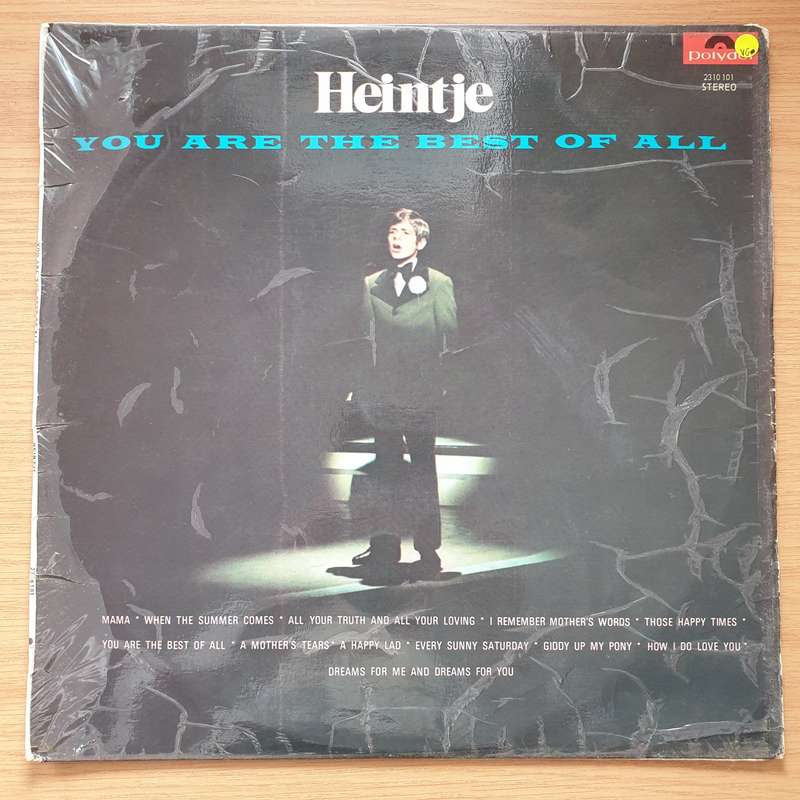 polydor
VG+
2310 101
STEREO
Heintje
YOU ARE THE BEST OF ALL
MAMA * WHEN THE SUMMER COMES * ALL YOUR TRUTH AND ALL YOUR LOVING * I REMEMBER MOTHER'S WORDS * THOSE HAPPY TIMES *
YOU ARE THE BEST OF ALL * A MOTHER'S TEARS * A HAPPY LAD * EVERY SUNNY SATURDAY * GIDDY UP MY PONY * HOW I DO LOVE YOU *
DREAMS FOR ME AND DREAMS FOR YOU